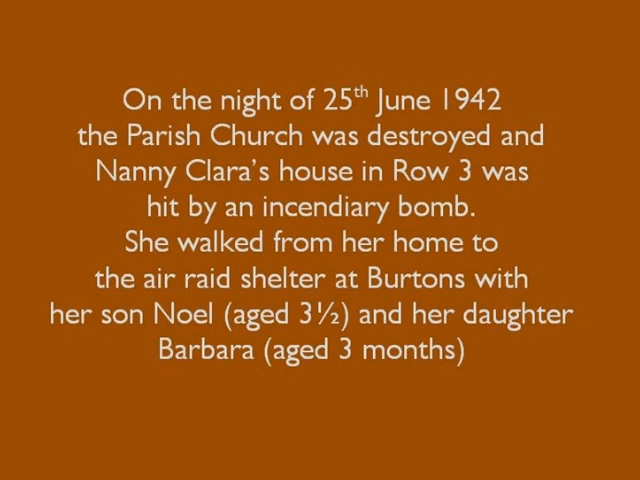 On the night of 25th June 1942
the Parish Church was destroyed and
Nanny Clara’s house in Row 3 was
hit by an incendiary bomb.
She walked from her home to
the air raid shelter at Burtons with
her son Noel (aged 3½) and her daughter
Barbara (aged 3 months)